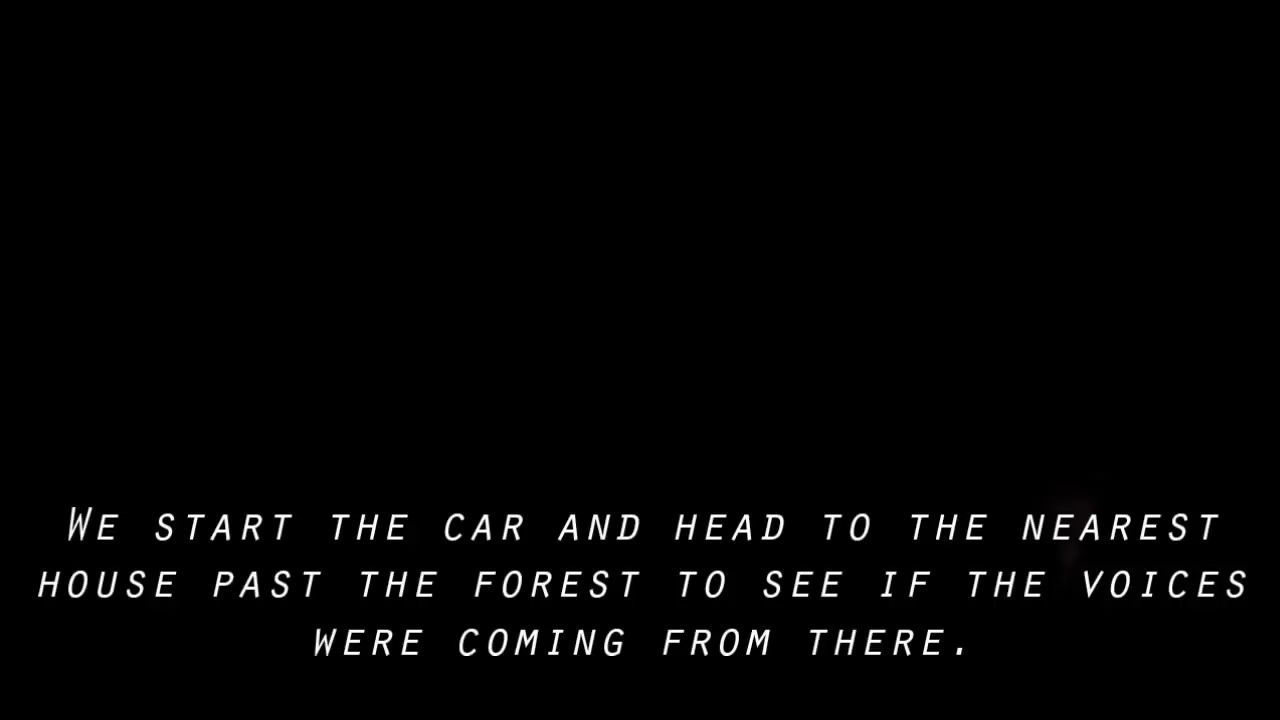 We start the car and head to the nearest
house past the forest to see if the voices
were coming from there.